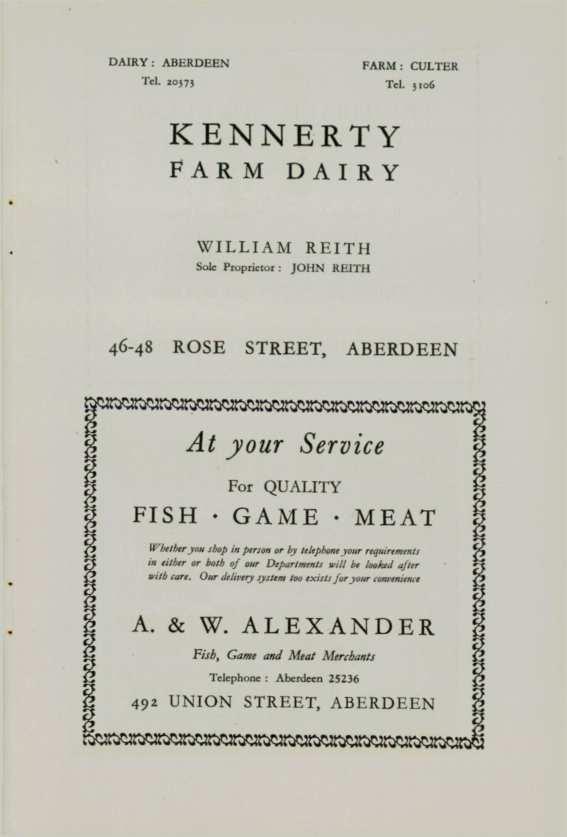 DAIRY : ABERDEEN
Tel. 20573
FARM : CULTER
Tel. 3106
KENNERTY
FARM DAIRY
WILLIAM REITH
Sole Proprietor : JOHN REITH
46-48 ROSE STREET, ABERDEEN
At your Service
For QUALITY
FISH · GAME · MEAT
Whether you shop in person or by telephone your requirements
in either or both of our Departments will be looked after
with care. Our delivery system too exists for your convenience
A. & W. ALEXANDER
Fish, Game and Meat Merchants
Telephone : Aberdeen 25236
492 UNION STREET, ABERDEEN